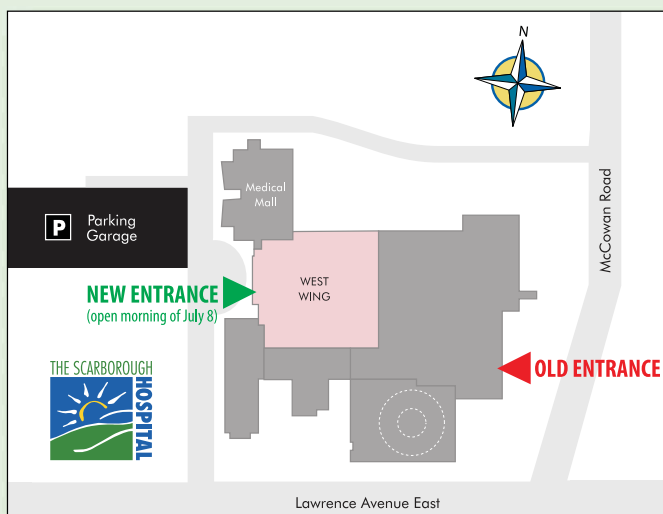 N
Medical
Mall
P
Parking
Garage
McCowan Road
WEST
WING
NEW ENTRANCE
(open morning of July 8)
THE SCARBOROUGH
HOSPITAL
OLD ENTRANCE
Lawrence Avenue East